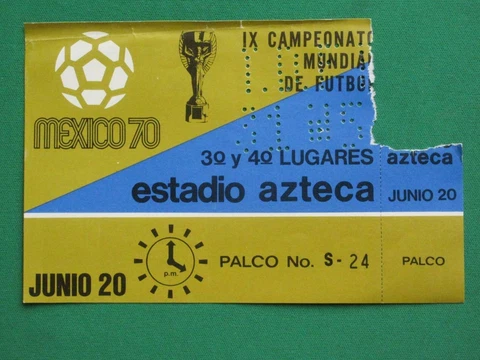 IX CAMPEONATO
MUNDIAL
DE FUTBOL
MEXICO 70
3º y 4º LUGARES azteca
estadio azteca JUNIO 20
p.m.
PALCO No. S-24 PALCO
JUNIO 20